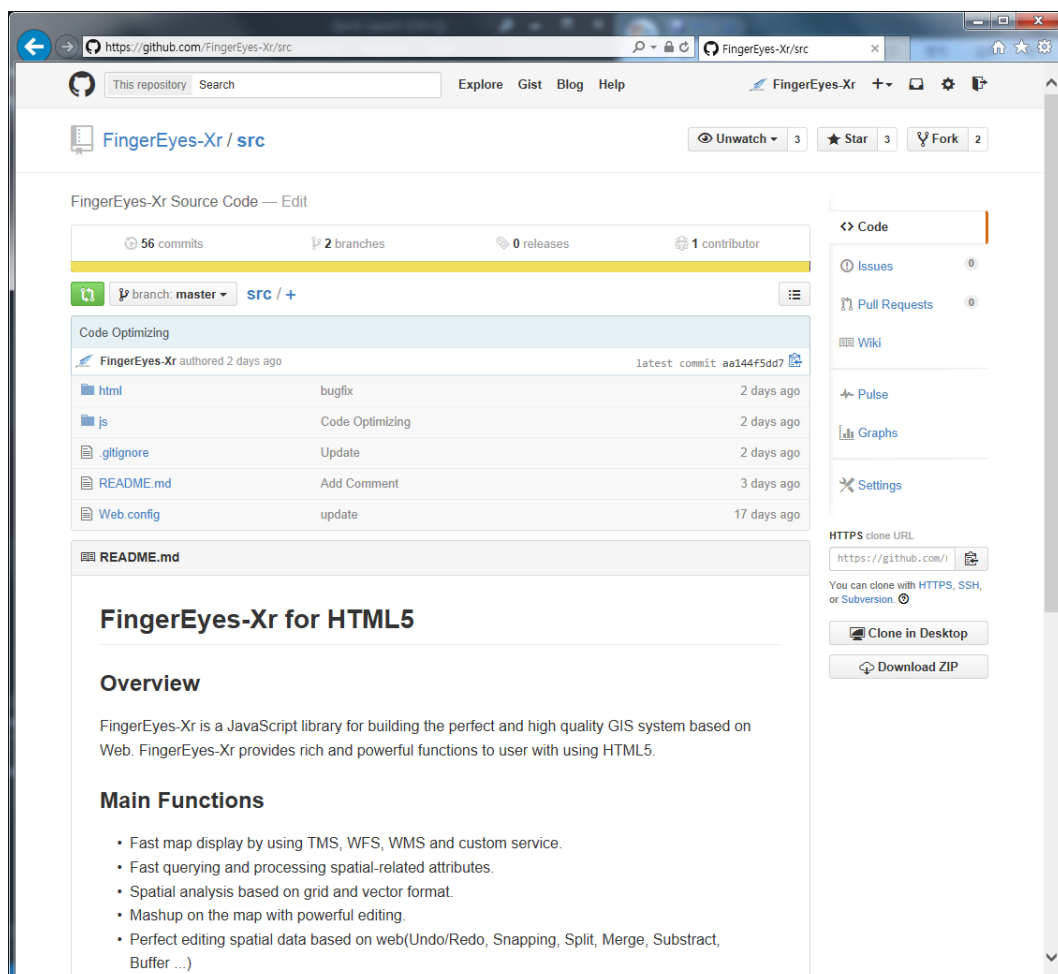 https://github.com/FingerEyes-Xr/src
FingerEyes-Xr/src
This repository Search Explore Gist Blog Help FingerEyes-Xr
FingerEyes-Xr / src
Unwatch 3 Star 3 Fork 2
FingerEyes-Xr Source Code — Edit
56 commits 2 branches 0 releases 1 contributor
branch: master src / +
Code Optimizing
FingerEyes-Xr authored 2 days ago latest commit aa144f5dd7
html bugfix 2 days ago
js Code Optimizing 2 days ago
.gitignore Update 2 days ago
README.md Add Comment 3 days ago
Web.config update 17 days ago
README.md
FingerEyes-Xr for HTML5
Overview
FingerEyes-Xr is a JavaScript library for building the perfect and high quality GIS system based on
Web. FingerEyes-Xr provides rich and powerful functions to user with using HTML5.
Main Functions
• Fast map display by using TMS, WFS, WMS and custom service.
• Fast querying and processing spatial-related attributes.
• Spatial analysis based on grid and vector format.
• Mashup on the map with powerful editing.
• Perfect editing spatial data based on web(Undo/Redo, Snapping, Split, Merge, Substract,
Buffer ...)
Code
Issues 0
Pull Requests 0
Wiki
Pulse
Graphs
Settings
HTTPS clone URL
https://github.com/
You can clone with HTTPS, SSH,
or Subversion.
Clone in Desktop
Download ZIP